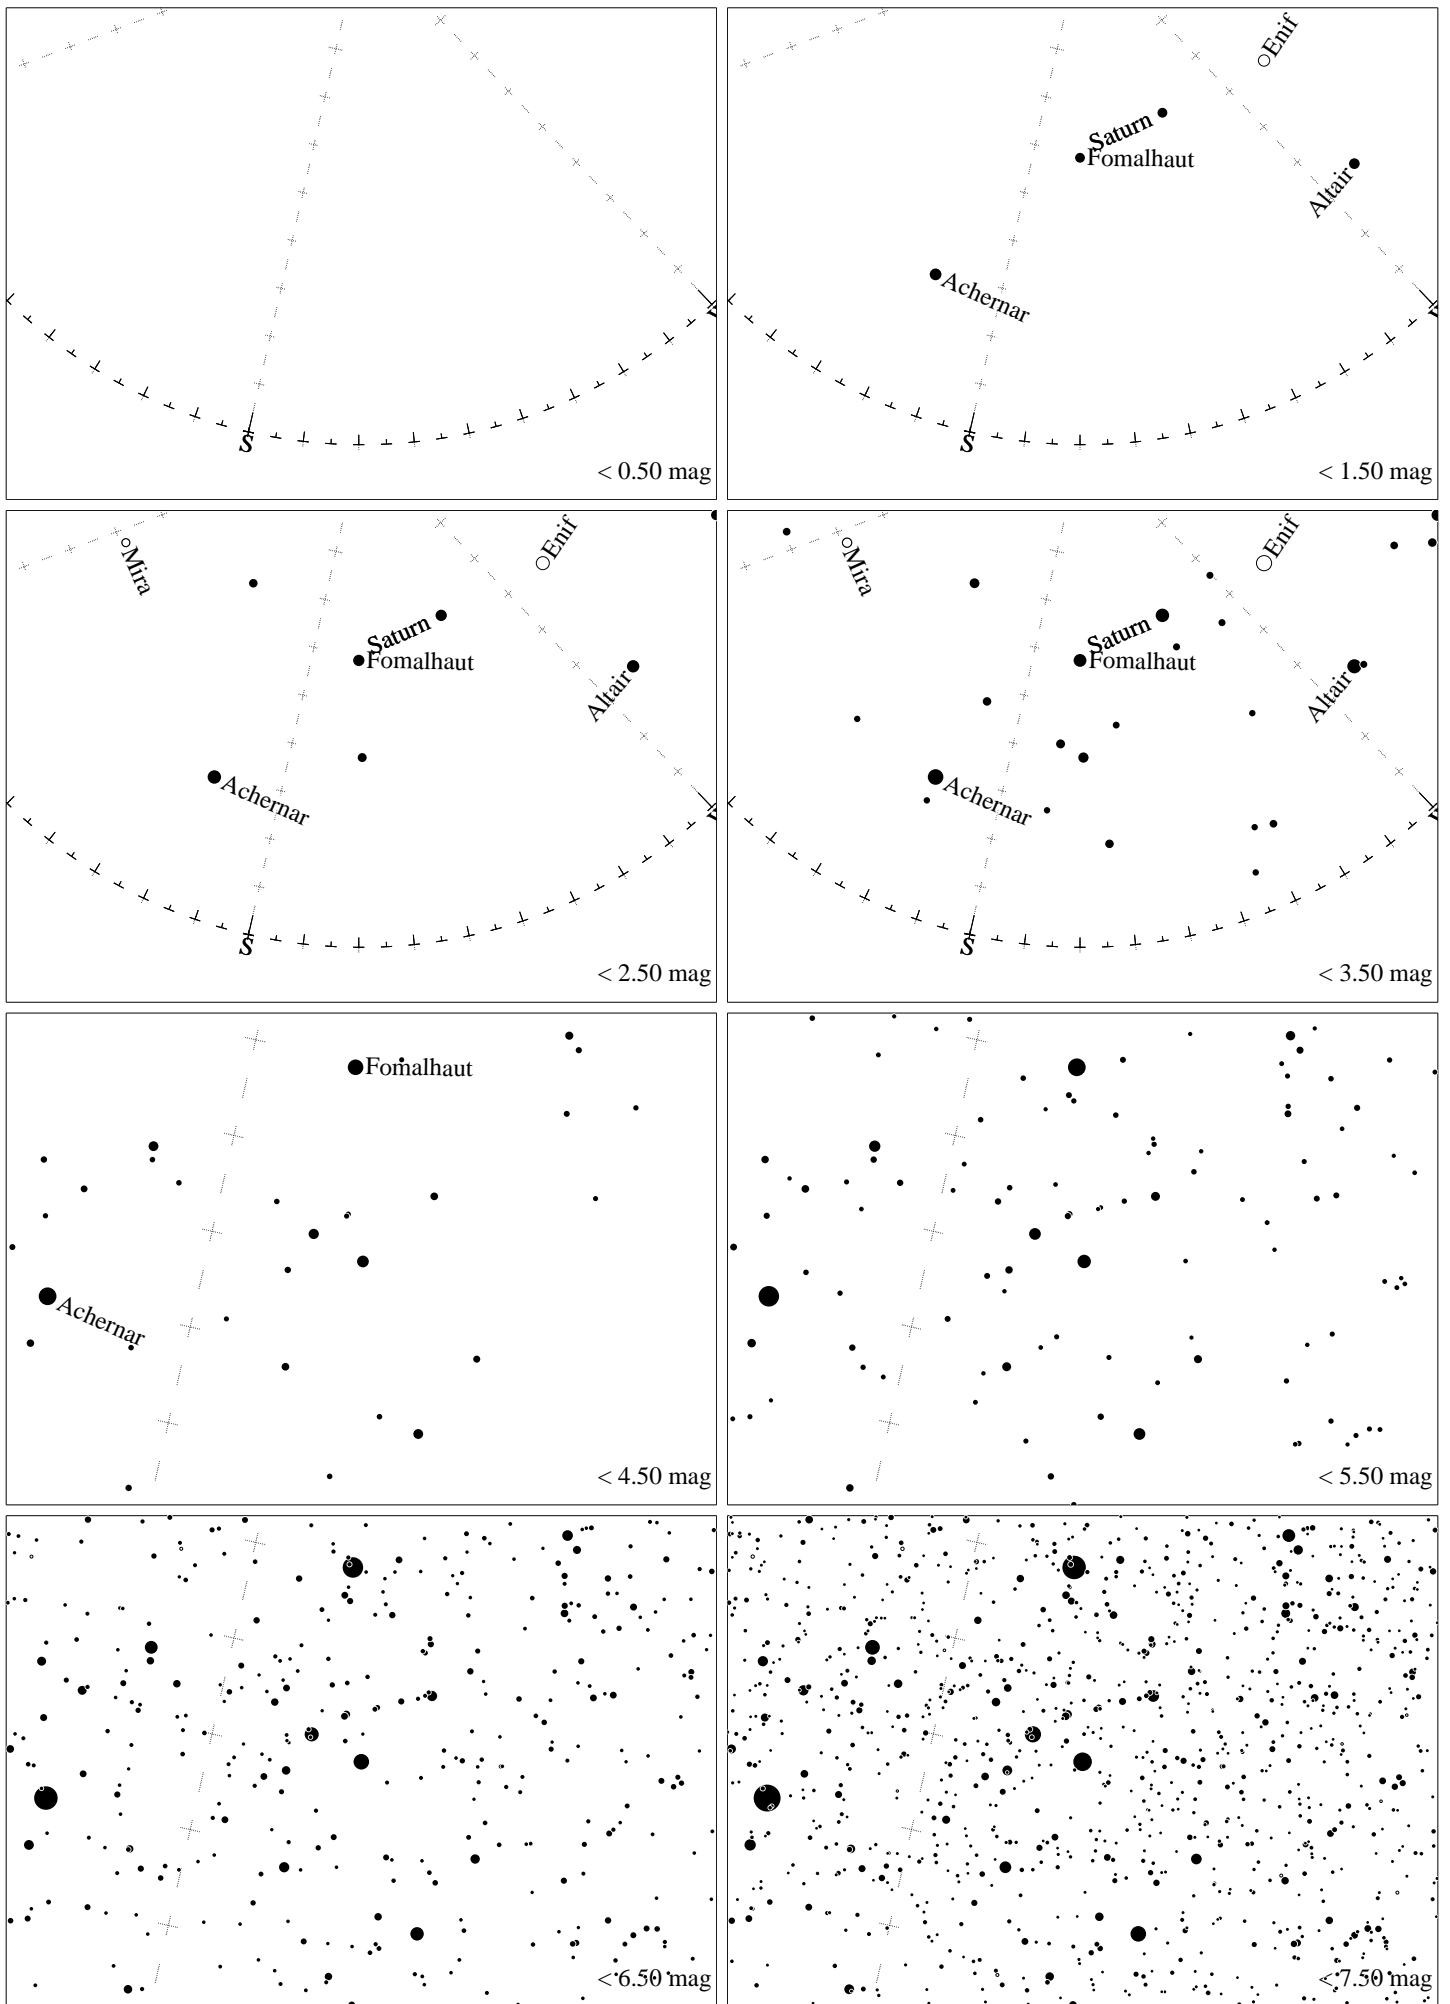 S
< 0.50 mag
Enif
Saturn
Fomalhaut
Altair
Achernar
S
< 1.50 mag
Mira
Enif
Saturn
Fomalhaut
Altair
Achernar
S
< 2.50 mag
Mira
Enif
Saturn
Fomalhaut
Altair
Achernar
S
< 3.50 mag
Fomalhaut
Achernar
< 4.50 mag
< 5.50 mag
< 6.50 mag
< 7.50 mag